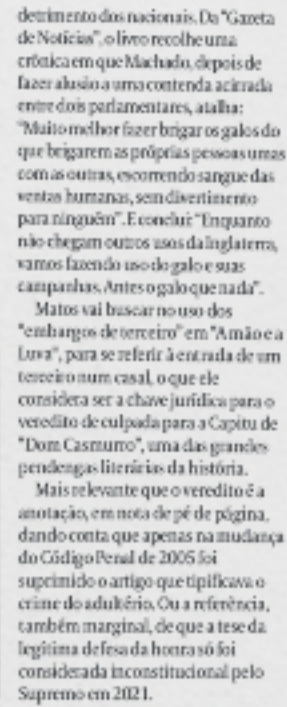 detrimento dos nacionais. Da "Gazeta
de Notícias", o livro recolhe uma
crônica em que Machado, depois de
fazer alusão a uma contenda acirrada
entre dois parlamentares, atalha:
"Muito melhor fazer brigar os galos do
que brigarem as próprias pessoas umas
com as outras, escorrendo sangue das
ventas humanas, sem divertimento
para ninguém". E conclui: "Enquanto
não chegam outros usos da Inglaterra,
vamos fazendo uso do galo e suas
campanhas. Antes o galo que nada".
Matos vai buscar no uso dos
"embargos de terceiro" em "A mão e a
Luva", para se referir à entrada de um
terceiro num casal, o que ele
considera ser a chave jurídica para o
veredito de culpada para a Capitu de
"Dom Casmurro", uma das grandes
pendengas literárias da história.
Mais relevante que o veredito é a
anotação, em nota de pé de página,
dando conta que apenas na mudança
do Código Penal de 2005 foi
suprimido o artigo que tipificava o
crime do adultério. Ou a referência,
também marginal, de que a tese da
legítima defesa da honra só foi
considerada inconstitucional pelo
Supremo em 2021.